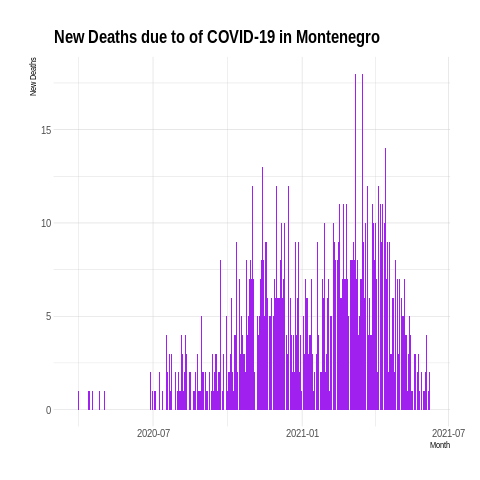 New Deaths due to of COVID-19 in Montenegro
New Deaths
15
10
5
0
2020-07
2021-01
2021-07
Month